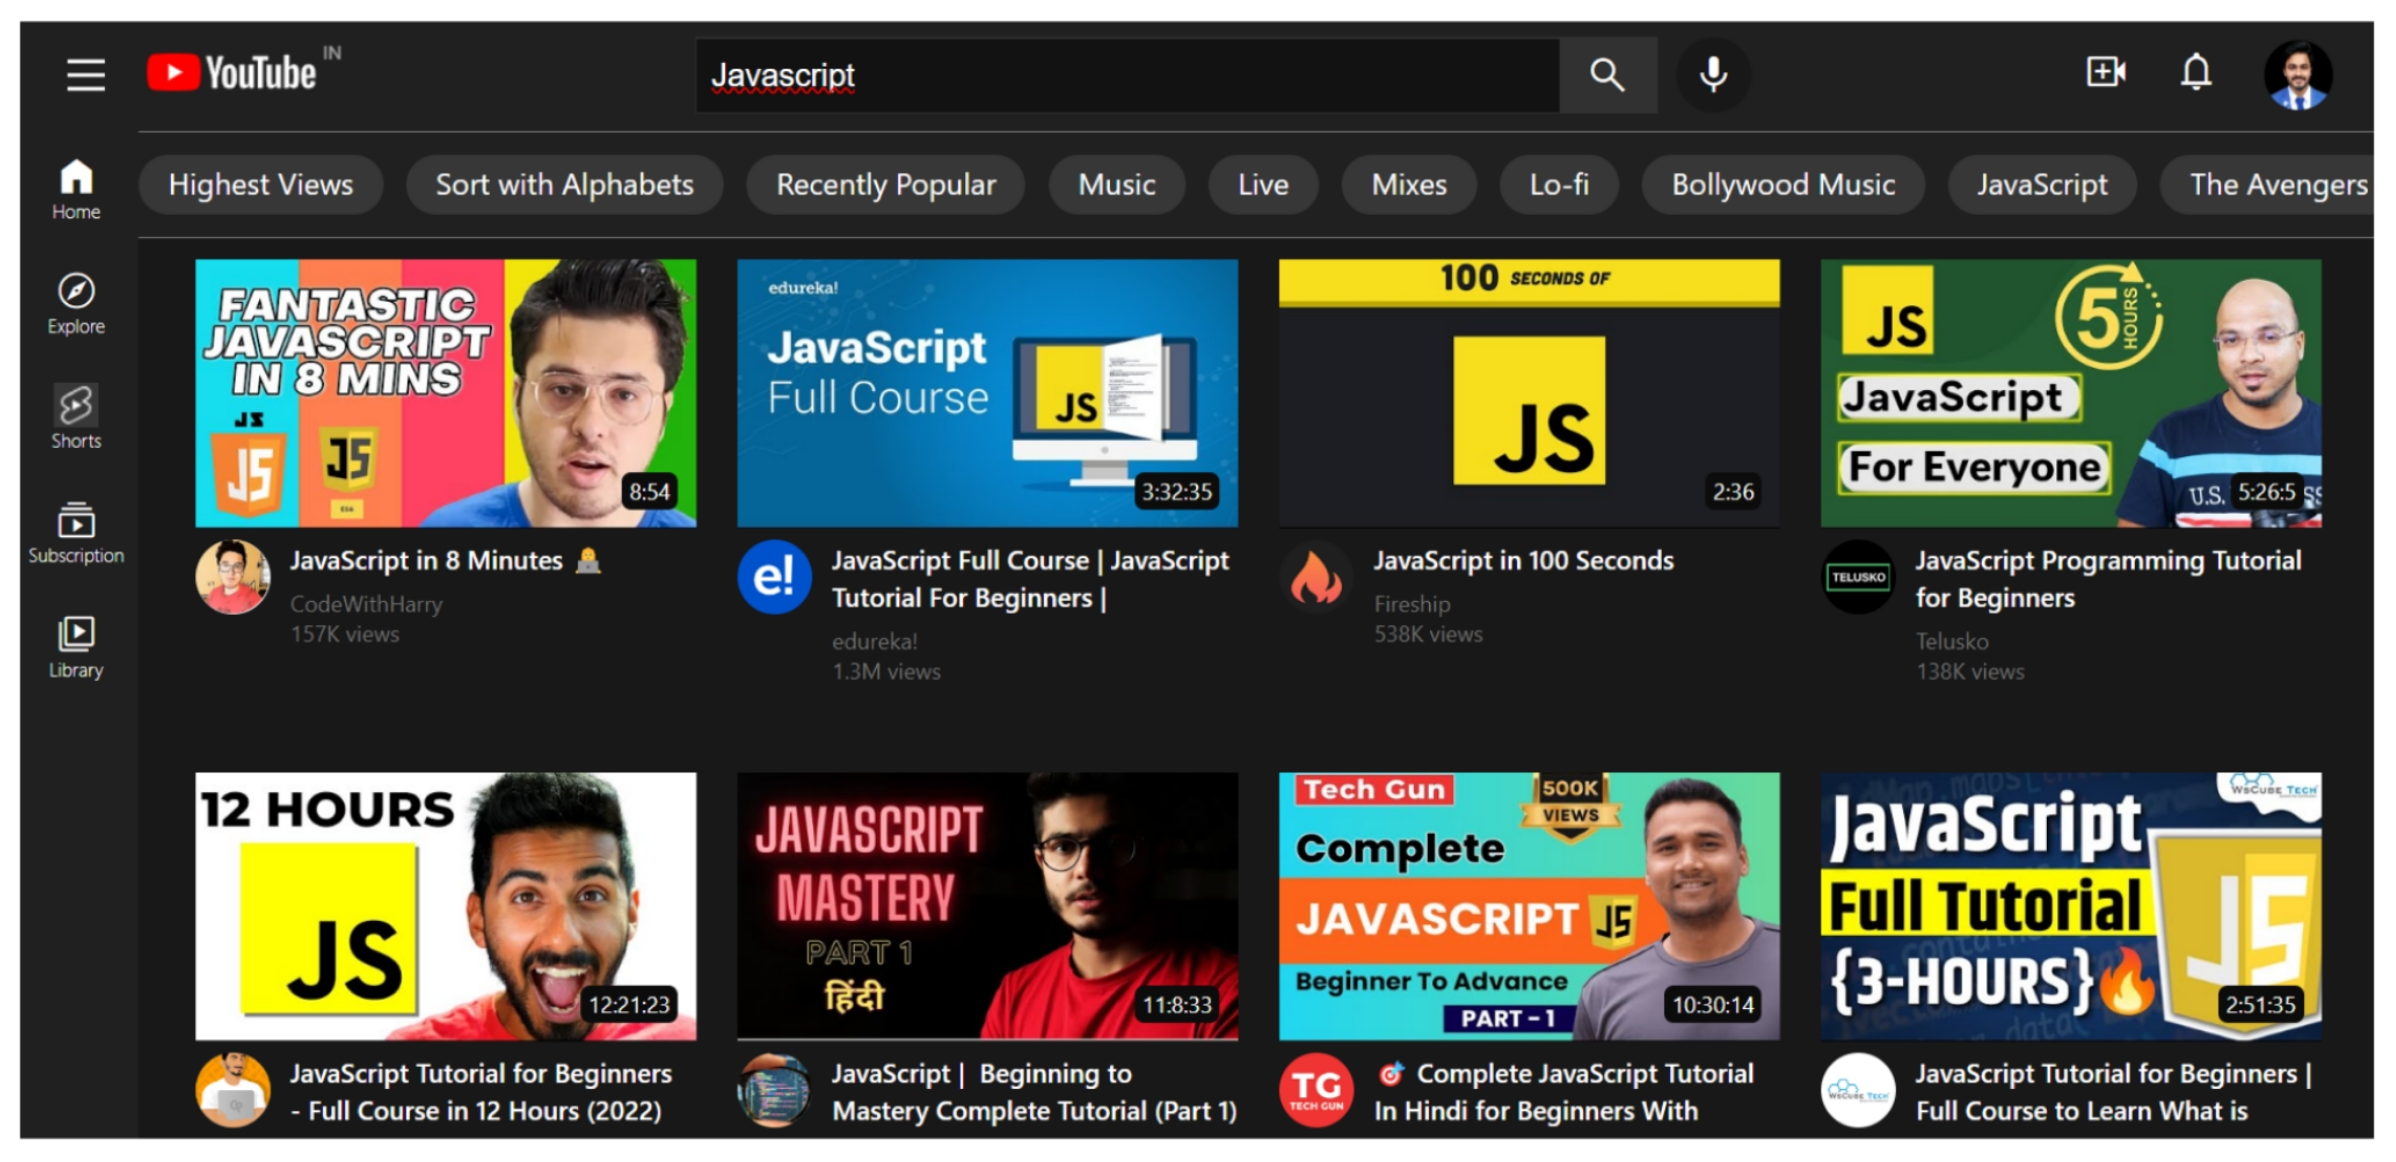 YouTube IN
Javascript
Highest Views
Sort with Alphabets
Recently Popular
Music
Live
Mixes
Lo-fi
Bollywood Music
JavaScript
The Avengers
Home
Explore
Shorts
Subscription
Library
FANTASTIC
JAVASCRIPT
IN 8 MINS
JS
JS
JS
ES6
8:54
JavaScript in 8 Minutes 🧑‍💻
CodeWithHarry
157K views
edureka!
JavaScript
Full Course
JS
3:32:35
e!
JavaScript Full Course | JavaScript
Tutorial For Beginners |
edureka!
1.3M views
100 SECONDS OF
JS
2:36
JavaScript in 100 Seconds
Fireship
538K views
JS
5 HOURS
JavaScript
For Everyone
U.S.
5:26:5
TELUSKO
JavaScript Programming Tutorial
for Beginners
Telusko
138K views
12 HOURS
JS
12:21:23
JavaScript Tutorial for Beginners
- Full Course in 12 Hours (2022)
JAVASCRIPT
MASTERY
PART 1
हिंदी
11:8:33
JavaScript | Beginning to
Mastery Complete Tutorial (Part 1)
Tech Gun
500K
VIEWS
Complete
JAVASCRIPT JS
Beginner To Advance
PART - 1
10:30:14
TG
TECH GUN
🎯 Complete JavaScript Tutorial
In Hindi for Beginners With
WsCube Tech
JavaScript
Full Tutorial
{3-HOURS}🔥
JS
2:51:35
WsCube Tech
JavaScript Tutorial for Beginners |
Full Course to Learn What is